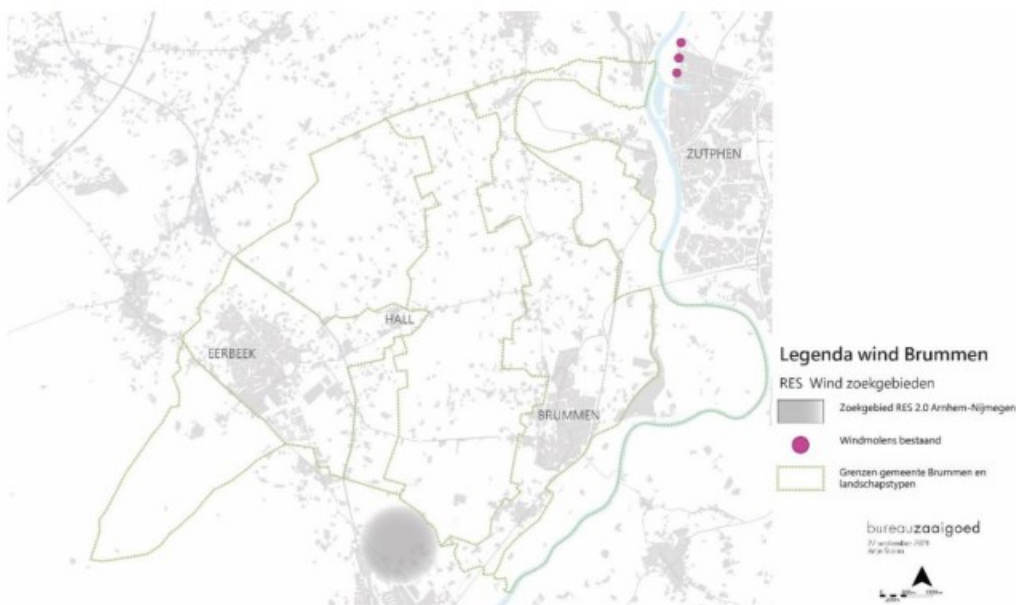 ZUTPHEN
HALL
EERBEEK
BRUMMEN
Legenda wind Brummen
RES Wind zoekgebieden
Zoekgebied RES 2.0 Arnhem-Nijmegen
Windmolens bestaand
Grenzen gemeente Brummen en
landschapstypen
bureauzaaigoed